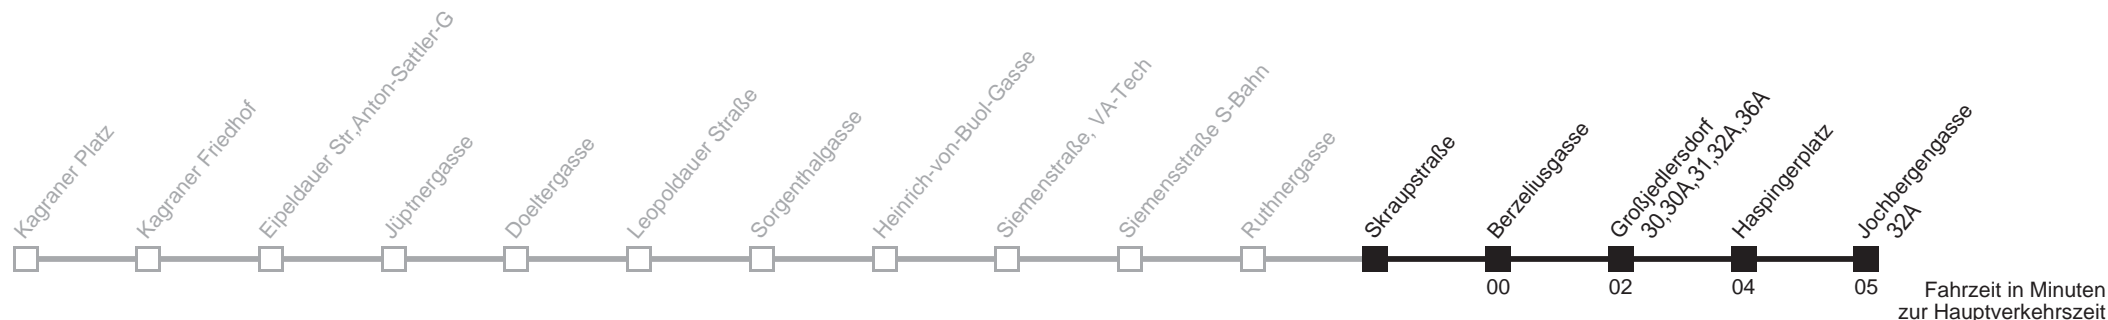 Kagraner Platz
Kagraner Friedhof
Eipeldauer Str,Anton-Sattler-G
Jüptnergasse
Doeltergasse
Leopoldauer Straße
Sorgenthalgasse
Heinrich-von-Buol-Gasse
Siemenstraße, VA-Tech
Siemensstraße S-Bahn
Ruthnergasse
Skraupstraße
Berzeliusgasse
Großjedlersdorf
30,30A,31,32A,36A
Haspingerplatz
Jochbergengasse
32A
00 02 04 05
Fahrzeit in Minuten
zur Hauptverkehrszeit